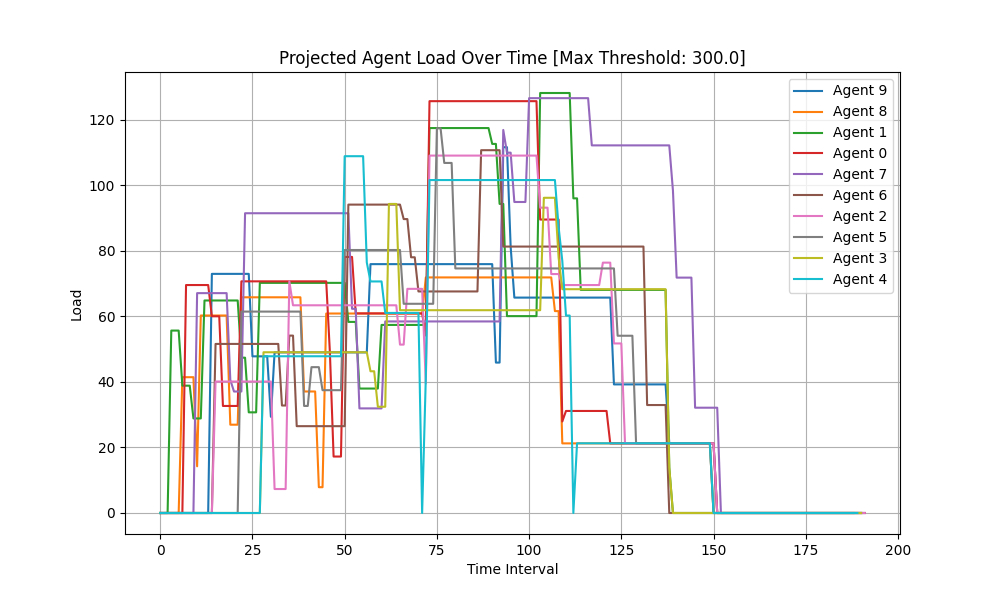 Projected Agent Load Over Time [Max Threshold: 300.0]
Load
120
100
80
60
40
20
0
Agent 9
Agent 8
Agent 1
Agent 0
Agent 7
Agent 6
Agent 2
Agent 5
Agent 3
Agent 4
0 25 50 75 100 125 150 175 200
Time Interval